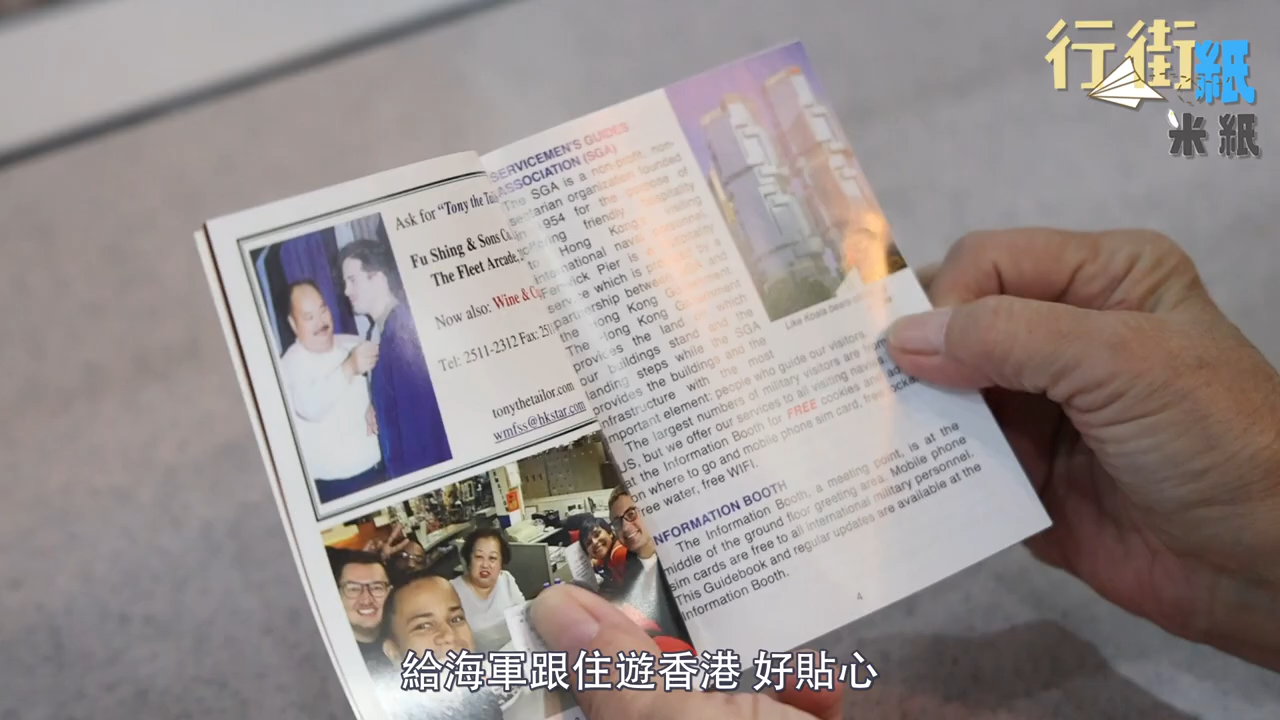 行街紙
米紙
Ask for "Tony the
Fu Shing & Sons
The Fleet Arcade,
Now also: Wine &
Tel: 2511-2312 Fax:
tonythetailor.com
wmfss@hkstar.com
SERVICEMEN'S GUIDES
ASSOCIATION (SGA)
The SGA is a non-profit, non-
sectarian organization founded
in 1954 for the purpose of
offering friendly hospitality
to Hong Kong's visiting
international naval personnel.
Fenwick Pier is a hospitality
service which is provided by a
partnership between SGA and
the Hong Kong Government.
The Hong Kong Government
provides the land on which
our buildings stand and the
landing steps while the SGA
provides the buildings and the
infrastructure with the most
important element: people who guide our visitors.
The largest numbers of military visitors are from
US, but we offer our services to all visiting navies
at the Information Booth for FREE cookies and
on where to go and mobile phone sim card, free
free water, free WIFI.
Like Koala bears
INFORMATION BOOTH
The Information Booth, a meeting point, is at the
middle of the ground floor greeting area. Mobile phone
sim cards are free to all international military personnel.
This Guidebook and regular updates are available at the
Information Booth.
4
給海軍跟住遊香港 好貼心